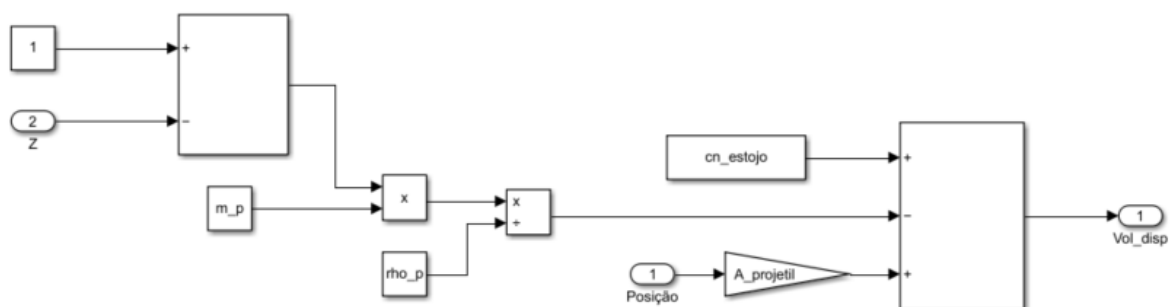 1
+
2
−
Z
m_p
x
x
÷
rho_p
cn_estojo
+
−
1
Posição
A_projetil
+
1
Vol_disp